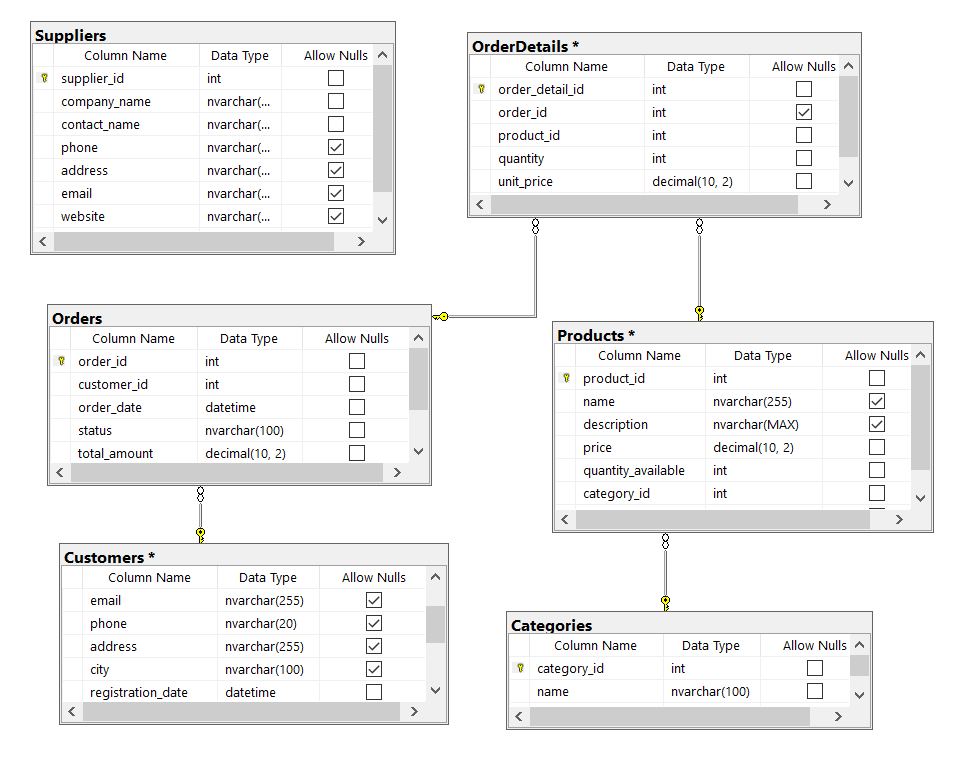 Suppliers
Column Name Data Type Allow Nulls
supplier_id int
company_name nvarchar(...
contact_name nvarchar(...
phone nvarchar(...
address nvarchar(...
email nvarchar(...
website nvarchar(...
OrderDetails *
Column Name Data Type Allow Nulls
order_detail_id int
order_id int
product_id int
quantity int
unit_price decimal(10, 2)
Orders
Column Name Data Type Allow Nulls
order_id int
customer_id int
order_date datetime
status nvarchar(100)
total_amount decimal(10, 2)
Products *
Column Name Data Type Allow Nulls
product_id int
name nvarchar(255)
description nvarchar(MAX)
price decimal(10, 2)
quantity_available int
category_id int
Customers *
Column Name Data Type Allow Nulls
email nvarchar(255)
phone nvarchar(20)
address nvarchar(255)
city nvarchar(100)
registration_date datetime
Categories
Column Name Data Type Allow Nulls
category_id int
name nvarchar(100)